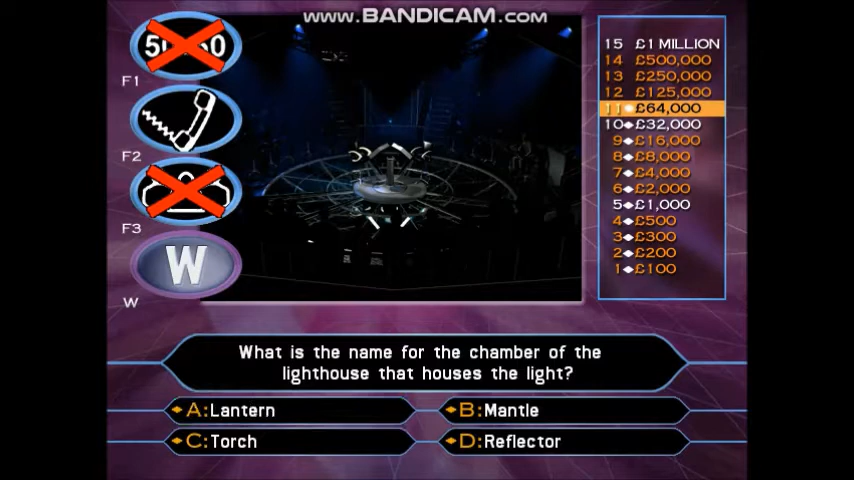 www.BANDICAM.com
F1
F2
F3
W
W
15 £1 MILLION
14 £500,000
13 £250,000
12 £125,000
11 £64,000
10 £32,000
9 £16,000
8 £8,000
7 £4,000
6 £2,000
5 £1,000
4 £500
3 £300
2 £200
1 £100
What is the name for the chamber of the
lighthouse that houses the light?
A: Lantern
B: Mantle
C: Torch
D: Reflector